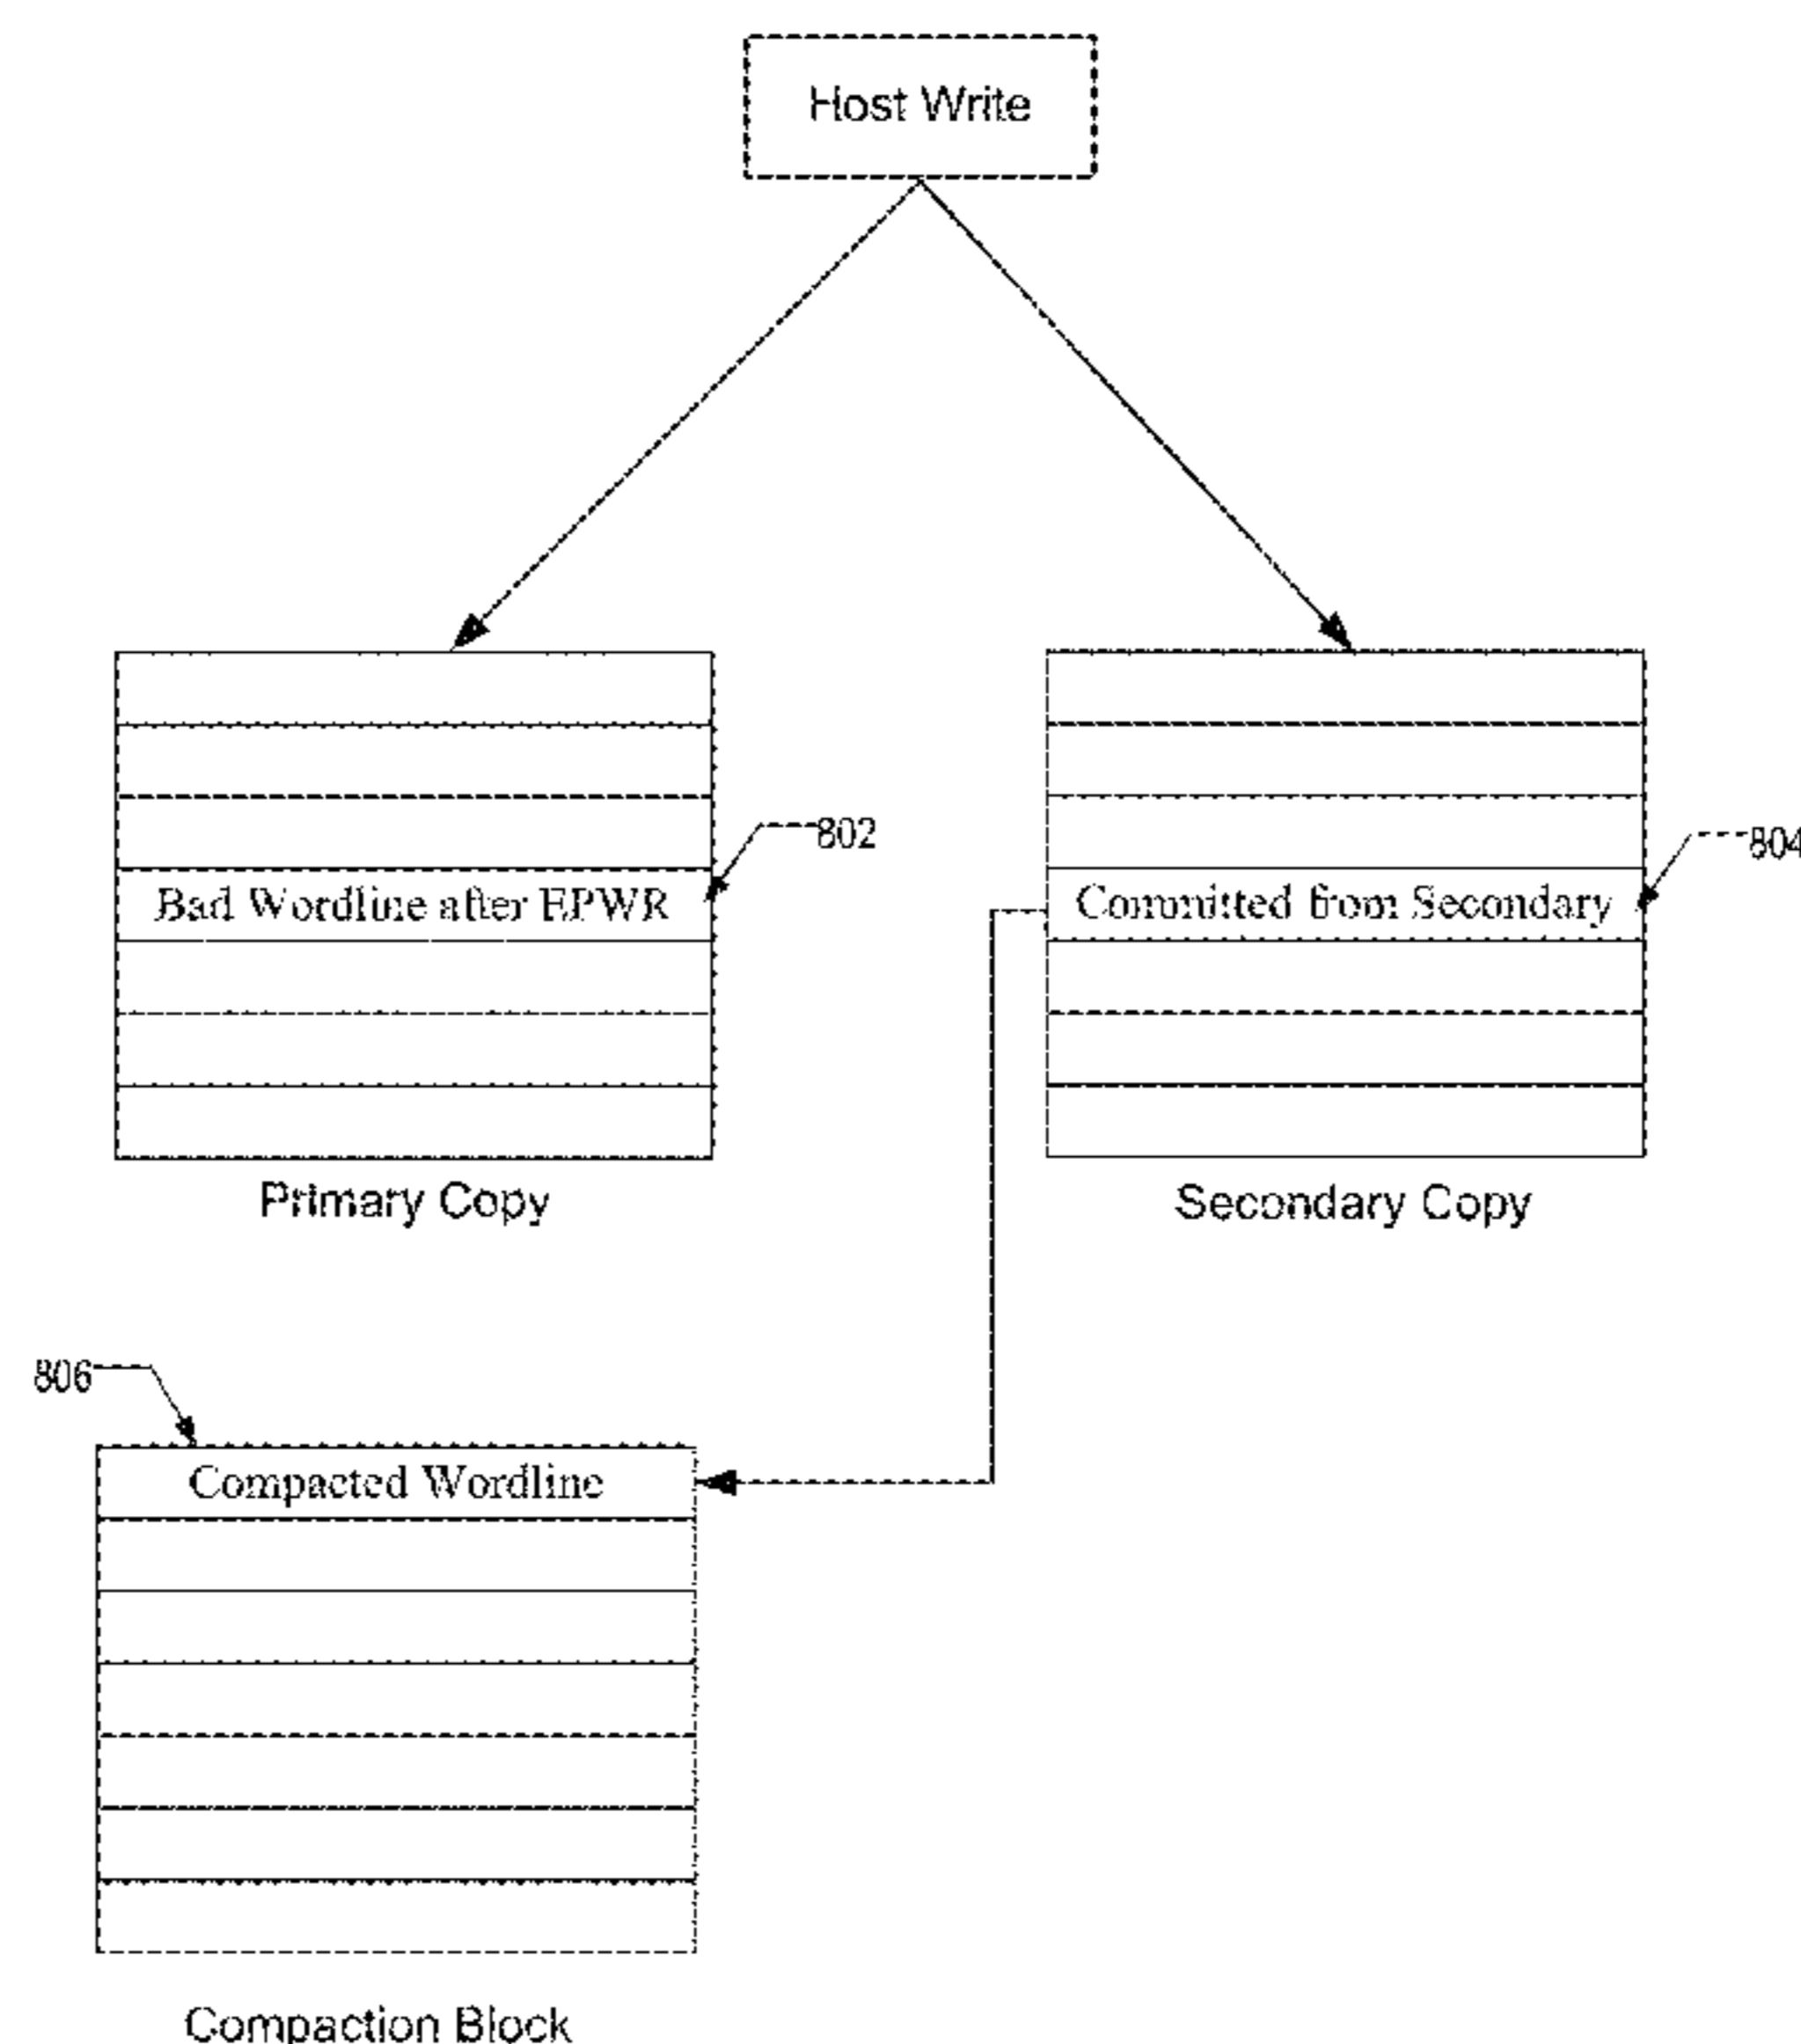 Host Write
802
804
Bad Wordline after EPWR
Committed from Secondary
Primary Copy
Secondary Copy
806
Compacted Wordline
Compaction Block